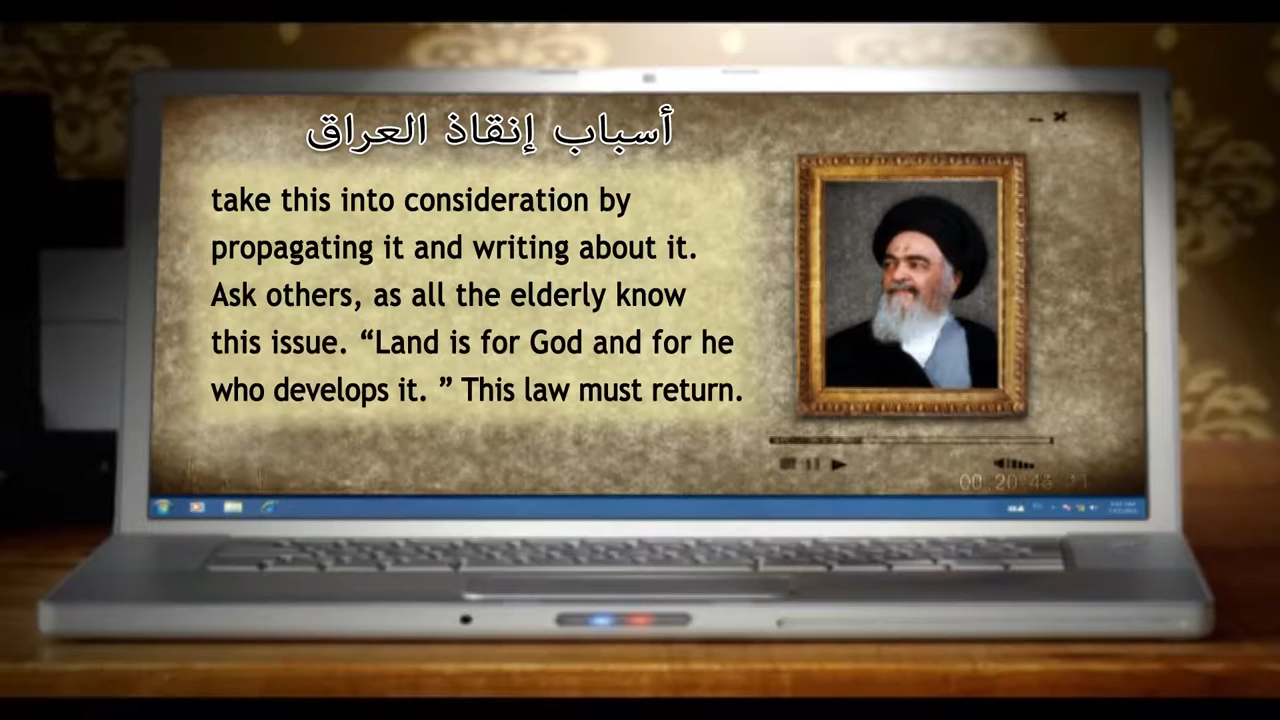 أسباب إنقاذ العراق
take this into consideration by
propagating it and writing about it.
Ask others, as all the elderly know
this issue. “Land is for God and for he
who develops it. ” This law must return.